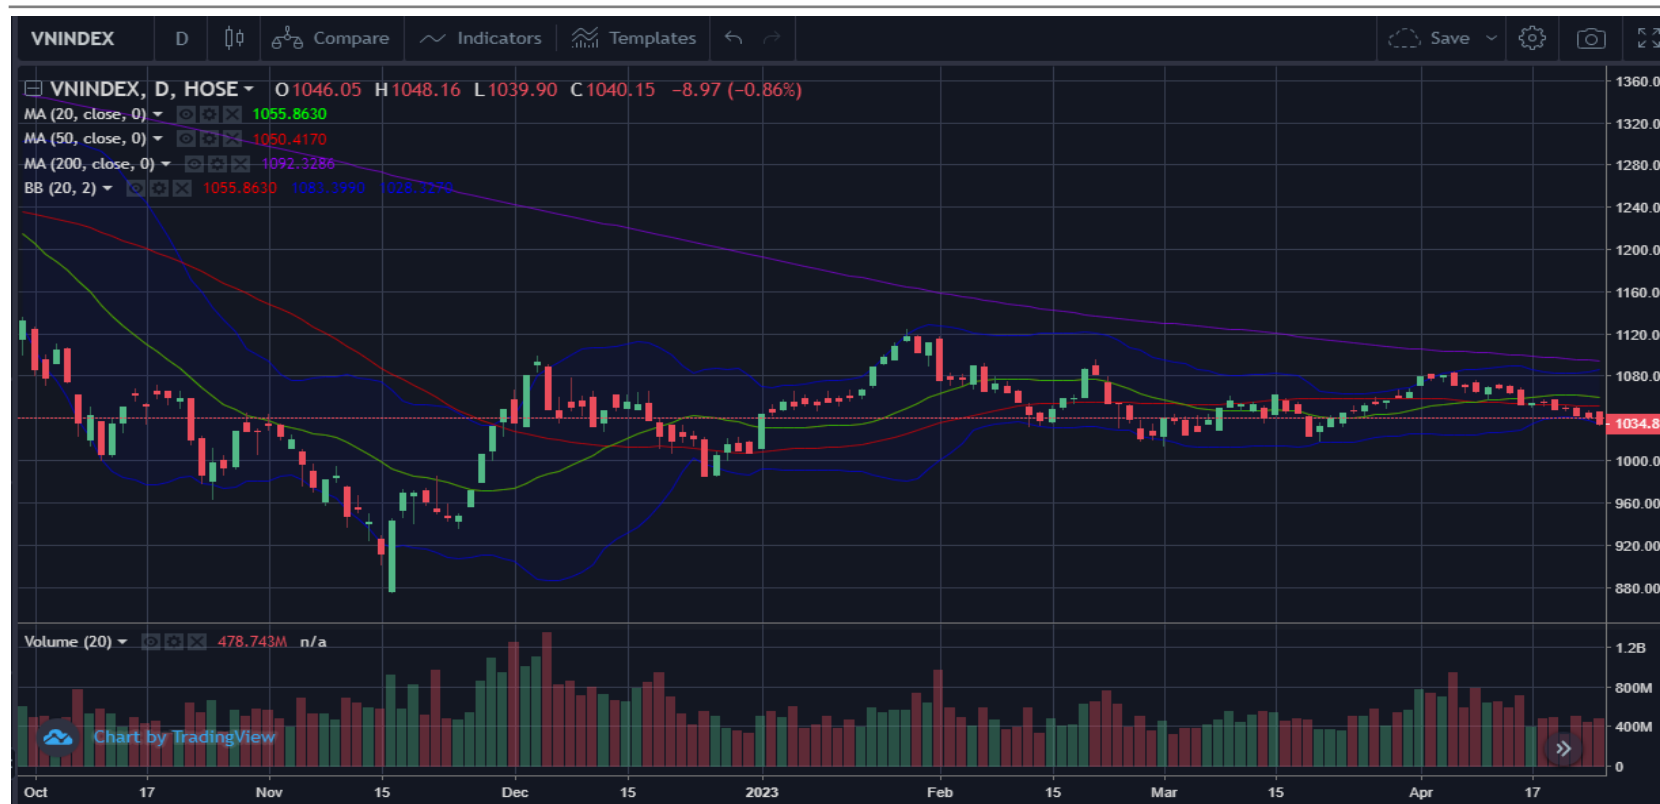 VNINDEX D Compare Indicators Templates Save
VNINDEX, D, HOSE O1046.05 H1048.16 L1039.90 C1040.15 −8.97 (−0.86%)
MA (20, close, 0) 1055.8630
MA (50, close, 0) 1050.4170
MA (200, close, 0) 1092.3286
BB (20, 2) 1055.8630 1083.3990 1028.3270
1360.0
1320.0
1280.0
1240.0
1200.0
1160.0
1120.0
1080.0
1034.8
1000.0
960.00
920.00
880.00
Volume (20) 478.743M n/a
1.2B
800M
400M
0
Chart by TradingView
Oct 17 Nov 15 Dec 15 2023 Feb 15 Mar 15 Apr 17